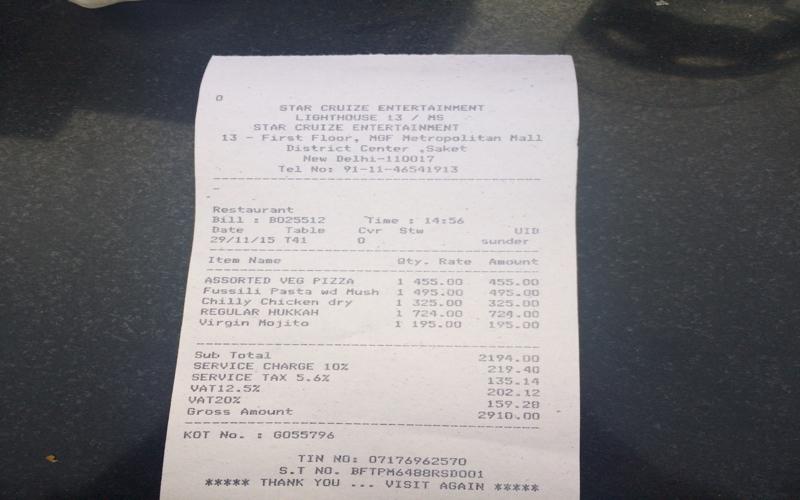 0
STAR CRUIZE ENTERTAINMENT
LIGHTHOUSE 13 / MS
STAR CRUIZE ENTERTAINMENT
13 - First Floor, MGF Metropolitan Mall
District Center ,Saket
New Delhi-110017
Tel No: 91-11-46541913
Restaurant
Bill : B025512 Time : 14:56
Date Table Cvr Stw UID
29/11/15 T41 0 sunder
Item Name Qty. Rate Amount
ASSORTED VEG PIZZA 1 455.00 455.00
Fussili Pasta wd Mush 1 495.00 495.00
Chilly Chicken dry 1 325.00 325.00
REGULAR HUKKAH 1 724.00 724.00
Virgin Mojito 1 195.00 195.00
Sub Total 2194.00
SERVICE CHARGE 10% 219.40
SERVICE TAX 5.6% 135.14
VAT12.5% 202.12
VAT20% 159.28
Gross Amount 2910.00
KOT No. : G055796
TIN NO: 07176962570
S.T NO. BFTPM6488RSD001
***** THANK YOU ... VISIT AGAIN *****